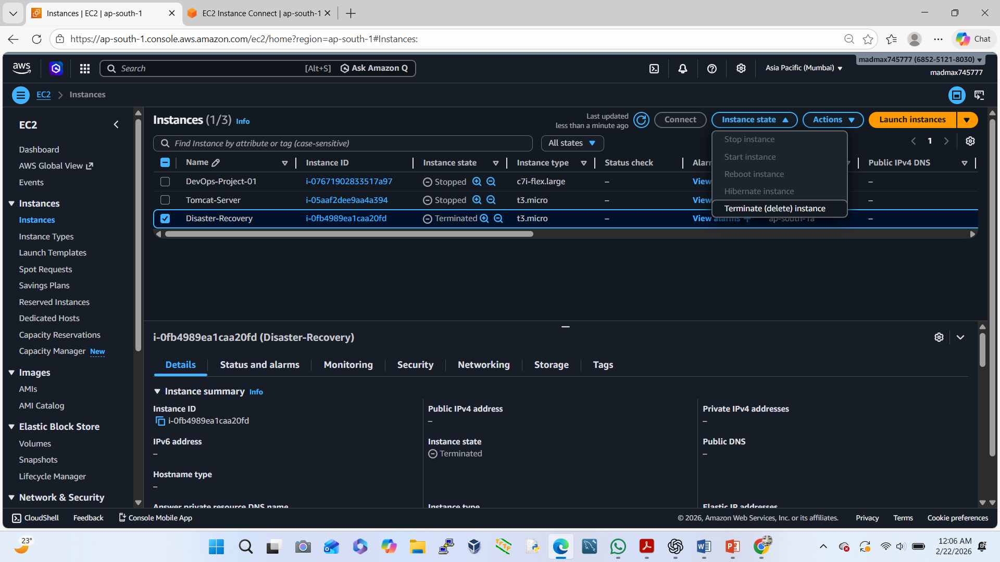 Instances | EC2 | ap-south-1
EC2 Instance Connect | ap-south-1
https://ap-south-1.console.aws.amazon.com/ec2/home?region=ap-south-1#Instances:
Chat
aws
Search
[Alt+S]
Ask Amazon Q
Asia Pacific (Mumbai)
madmax745777 (6852-5121-8030)
madmax745777
EC2
Instances
EC2
Dashboard
AWS Global View
Events
Instances
Instances
Instance Types
Launch Templates
Spot Requests
Savings Plans
Reserved Instances
Dedicated Hosts
Capacity Reservations
Capacity Manager New
Images
AMIs
AMI Catalog
Elastic Block Store
Volumes
Snapshots
Lifecycle Manager
Network & Security
Instances (1/3) Info
Last updated
less than a minute ago
Connect
Instance state
Actions
Launch instances
Find Instance by attribute or tag (case-sensitive)
All states
1
Stop instance
Start instance
Reboot instance
Hibernate instance
Terminate (delete) instance
Name Instance ID Instance state Instance type Status check Alarm Public IPv4 DNS
DevOps-Project-01 i-07671902833517a97 Stopped c7i-flex.large – View –
Tomcat-Server i-05aaf2dee9aa4a394 Stopped t3.micro – View –
Disaster-Recovery i-0fb4989ea1caa20fd Terminated t3.micro – View alarms + ap-south-1a –
i-0fb4989ea1caa20fd (Disaster-Recovery)
Details
Status and alarms
Monitoring
Security
Networking
Storage
Tags
Instance summary Info
Instance ID
i-0fb4989ea1caa20fd
Public IPv4 address
–
Private IPv4 addresses
–
IPv6 address
–
Instance state
Terminated
Public DNS
–
Hostname type
–
Answer private resource DNS name
Instance type
Elastic IP addresses
CloudShell
Feedback
Console Mobile App
© 2026, Amazon Web Services, Inc. or its affiliates.
Privacy
Terms
Cookie preferences
23°
TFTP
12:06 AM
2/22/2026